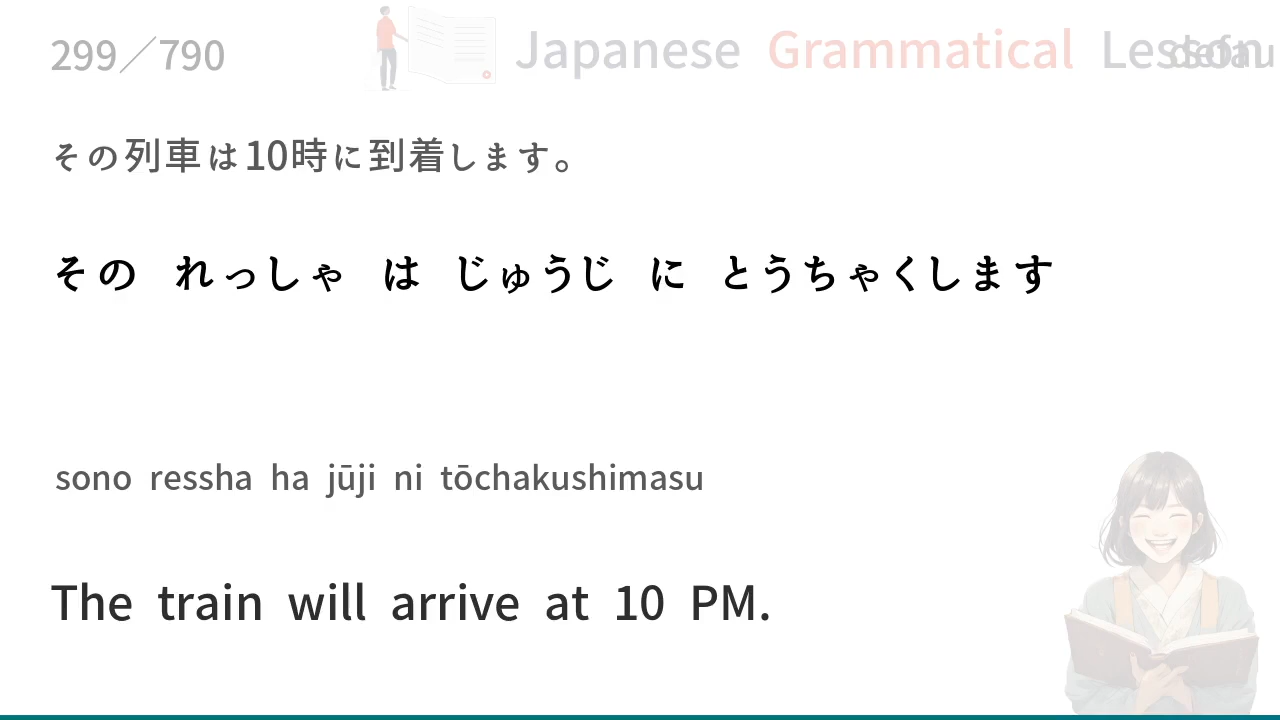 299／790
Japanese Grammatical Lesson
その列車は10時に到着します。
その れっしゃ は じゅうじ に とうちゃくします
sono ressha ha jūji ni tōchakushimasu
The train will arrive at 10 PM.